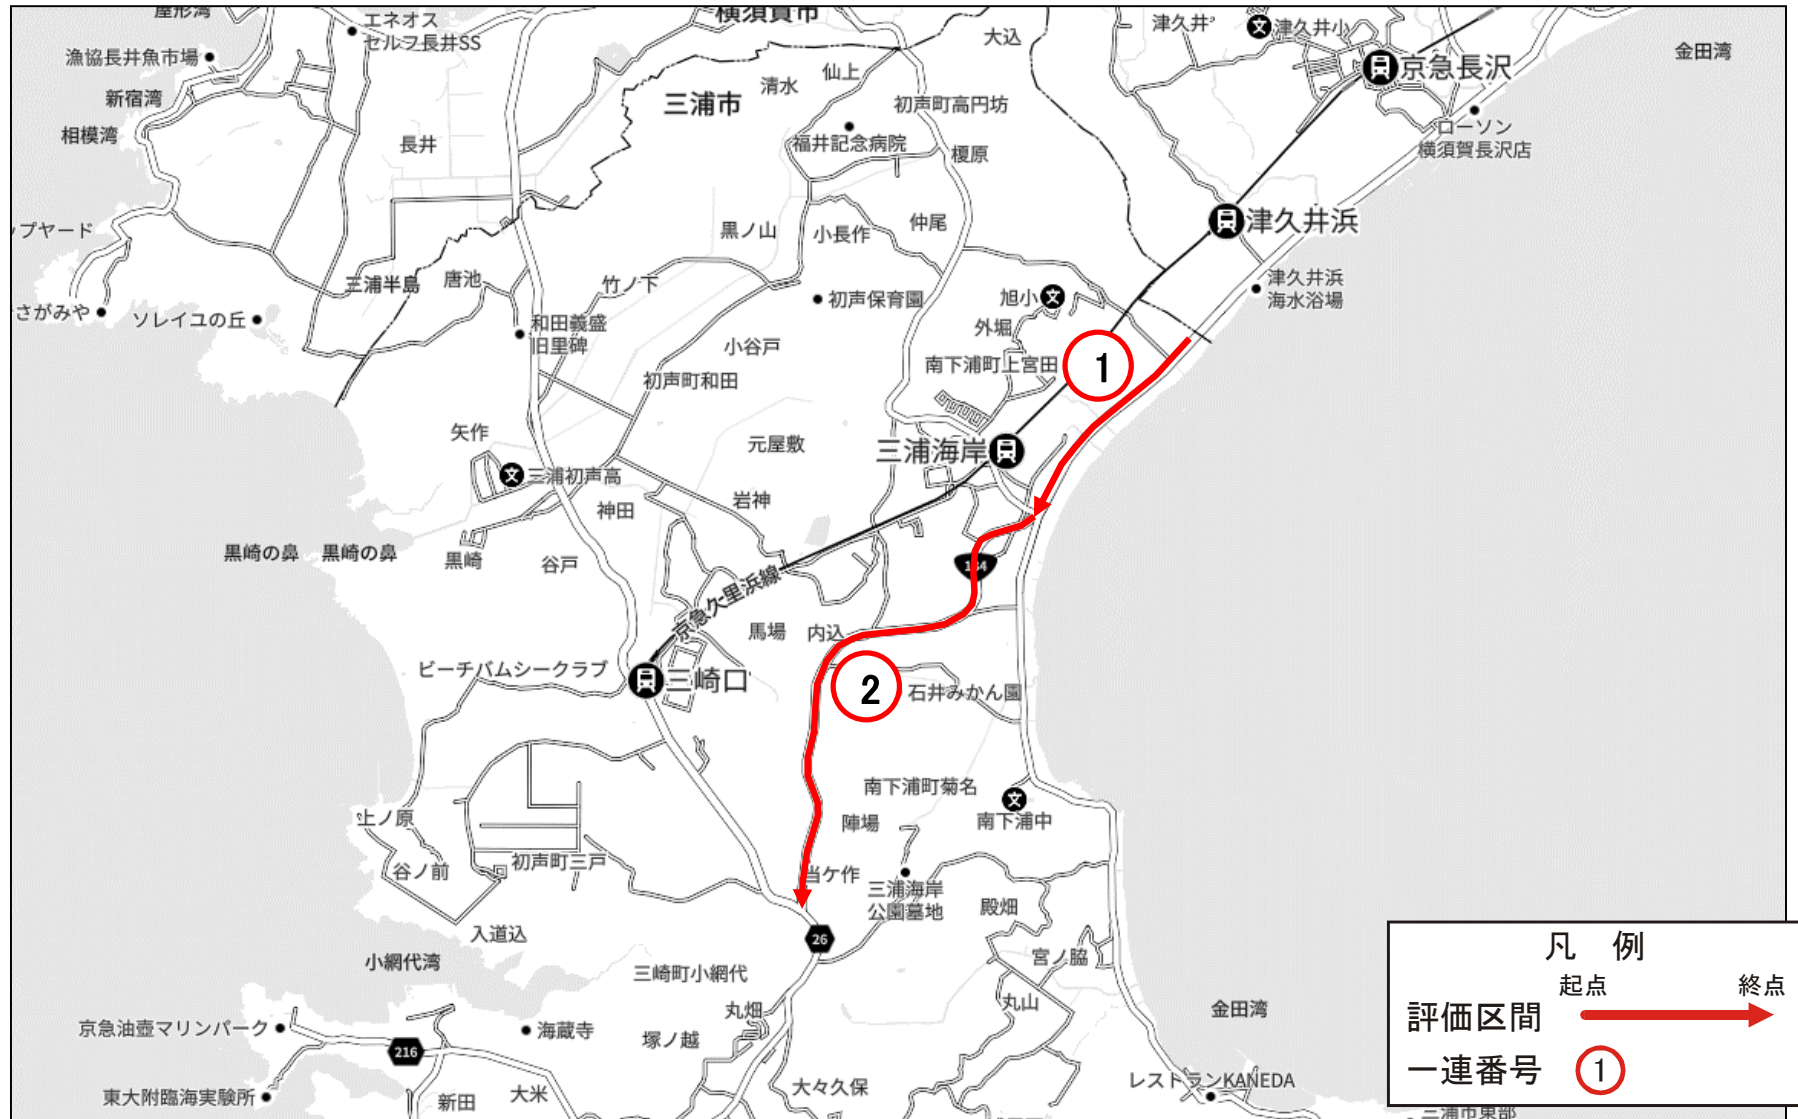 屋形湾
エネオス
セルフ長井SS
横須賀市
大込
津久井
津久井小
金田湾
漁協長井魚市場
京急長沢
新宿湾
三浦市
清水
仙上
初声町高円坊
相模湾
長井
福井記念病院
榎原
ローソン
横須賀長沢店
ップヤード
黒ノ山
小長作
仲尾
津久井浜
三浦半島
唐池
竹ノ下
初声保育園
旭小
津久井浜
海水浴場
さがみや
ソレイユの丘
和田義盛
旧里碑
外堀
小谷戸
南下浦町上宮田
1
初声町和田
矢作
元屋敷
三浦海岸
三浦初声高
神田
岩神
黒崎の鼻
黒崎の鼻
黒崎
谷戸
134
京急久里浜線
馬場
内込
ビーチバムシークラブ
三崎口
2
石井みかん園
南下浦町菊名
上ノ原
陣場
南下浦中
谷ノ前
初声町三戸
当ケ作
三浦海岸
公園墓地
殿畑
入道込
26
小網代湾
三崎町小網代
宮ノ脇
丸畑
丸山
金田湾
京急油壺マリンパーク
海蔵寺
塚ノ越
216
東大附臨海実験所
新田
大米
大々久保
レストランKANEDA
三浦市東部
凡 例
起点
終点
評価区間
一連番号
1